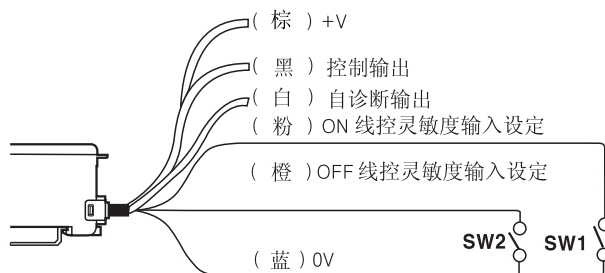 (棕) +V
(黑) 控制输出
(白) 自诊断输出
(粉) ON 线控灵敏度输入设定
(橙) OFF 线控灵敏度输入设定
SW2 SW1
(蓝) 0V